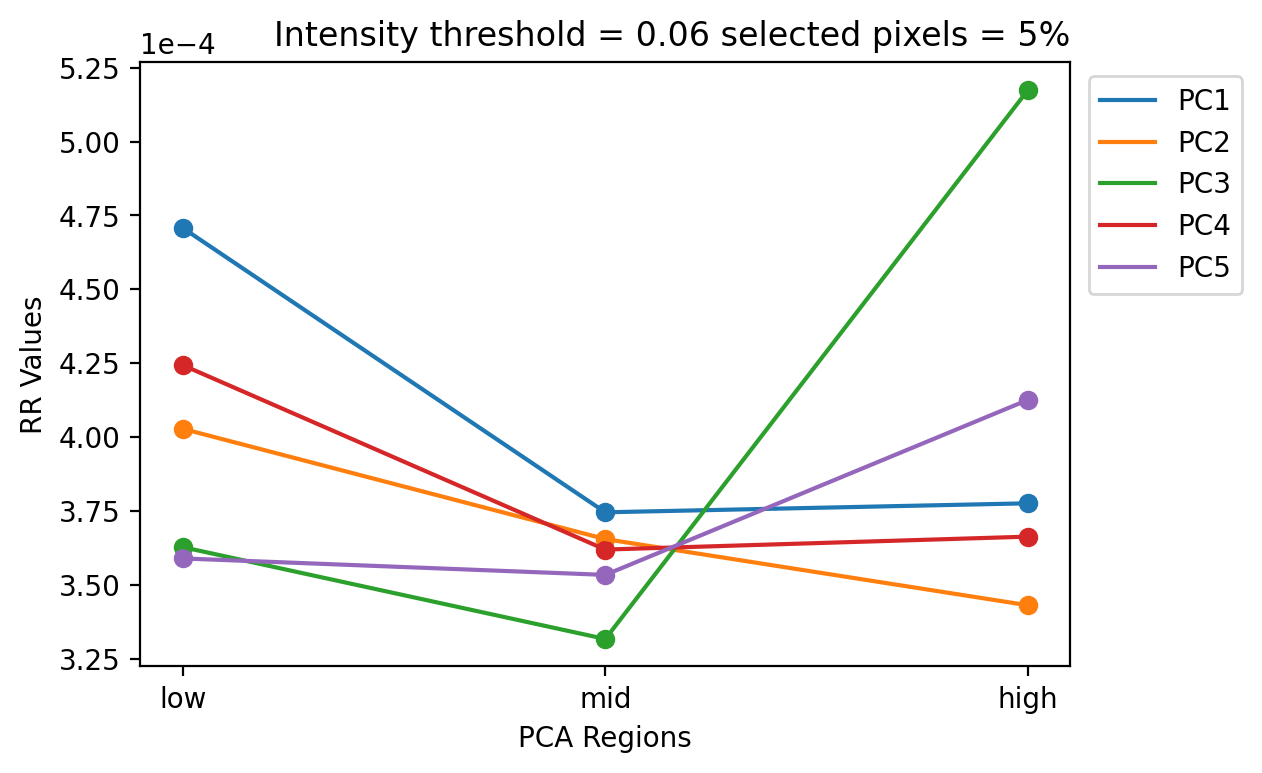 Intensity threshold = 0.06 selected pixels = 5%
1e−4
5.25
5.00
4.75
4.50
4.25
4.00
3.75
3.50
3.25
RR Values
low mid high
PCA Regions
PC1
PC2
PC3
PC4
PC5